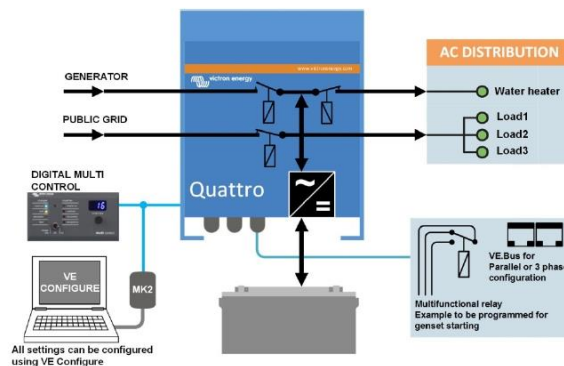 victron energy
www.victronenergy.com
AC DISTRIBUTION
GENERATOR
Water heater
PUBLIC GRID
Load1
Load2
Load3
DIGITAL MULTI
CONTROL
16
Quattro
VE
CONFIGURE
MK2
VE.Bus for
Parallel or 3 phase
configuration
Multifunctional relay
Example to be programmed for
genset starting
All settings can be configured
using VE Configure